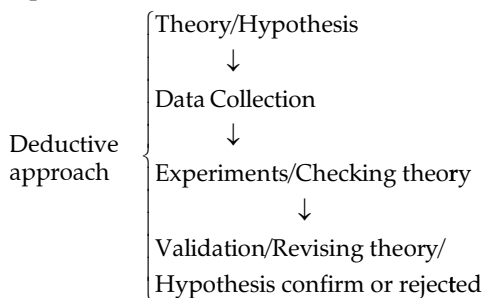 Theory/Hypothesis
↓
Data Collection
↓
Deductive
approach
Experiments/Checking theory
↓
Validation/Revising theory/
Hypothesis confirm or rejected